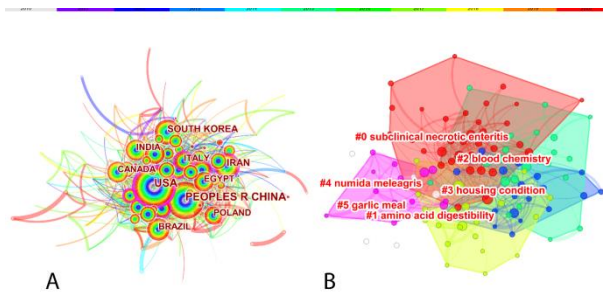 SOUTH KOREA
INDIA
ITALY
IRAN
CANADA
USA
EGYPT
PEOPLES R CHINA
POLAND
BRAZIL
A
#0 subclinical necrotic enteritis
#2 blood chemistry
#4 numida meleagris
#3 housing condition
#5 garlic meal
#1 amino acid digestibility
B